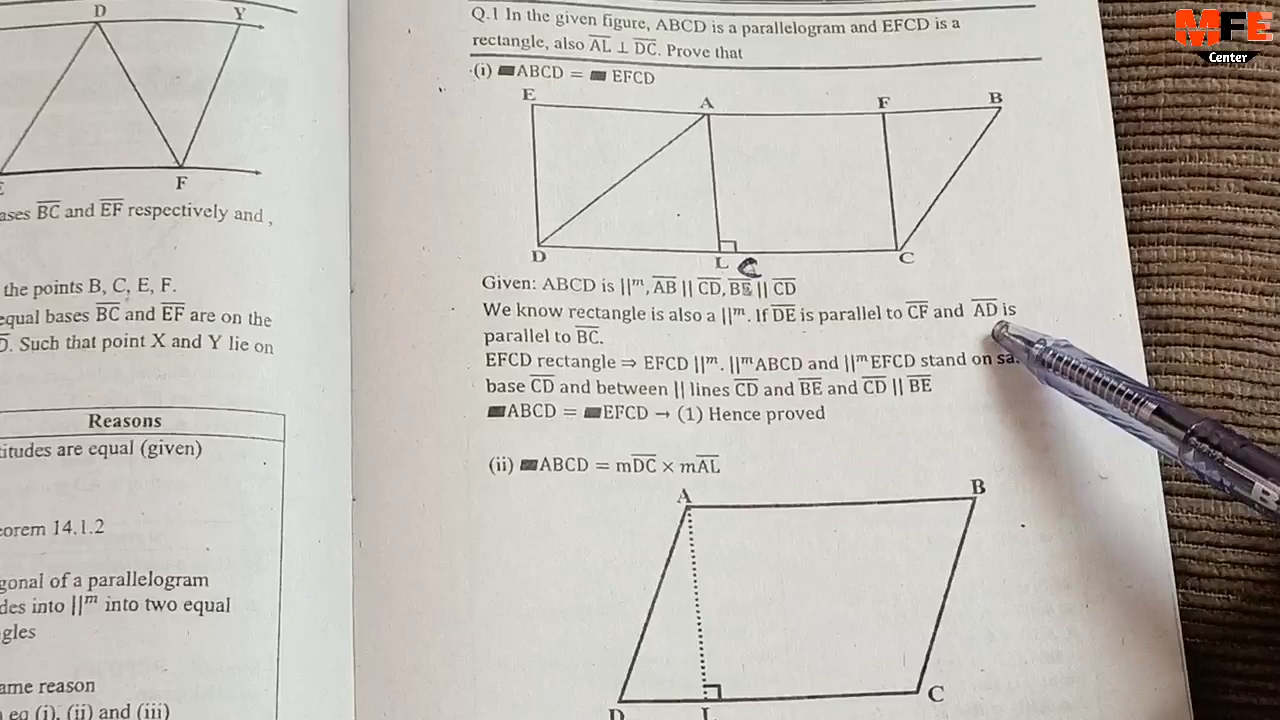 D Y
F
ases BC and EF respectively and ,
the points B, C, E, F.
equal bases BC and EF are on the
Such that point X and Y lie on
Reasons
titudes are equal (given)
orem 14.1.2
gonal of a parallelogram
des into ||ᵐ into two equal
gles
ame reason
eq (i), (ii) and (iii)
Q.1 In the given figure, ABCD is a parallelogram and EFCD is a
rectangle, also AL ⊥ DC. Prove that
(i) ▰ABCD = ▰ EFCD
E A F B
D L C
Given: ABCD is ||ᵐ, AB || CD, BE || CD
We know rectangle is also a ||ᵐ. If DE is parallel to CF and AD is
parallel to BC.
EFCD rectangle ⇒ EFCD ||ᵐ. ||ᵐABCD and ||ᵐEFCD stand on sa
base CD and between || lines CD and BE and CD || BE
▰ABCD = ▰EFCD → (1) Hence proved
(ii) ▰ABCD = mDC × mAL
A B
D L C
MFE
Center